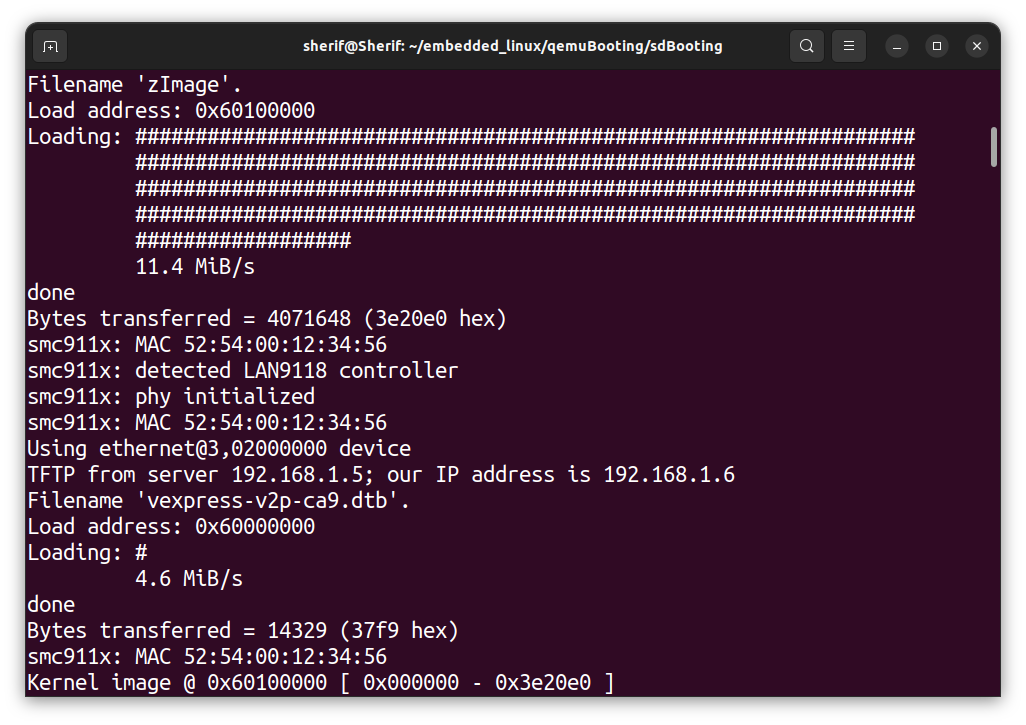 sherif@Sherif: ~/embedded_linux/qemuBooting/sdBooting
Filename 'zImage'.
Load address: 0x60100000
Loading: #################################################################
#################################################################
#################################################################
#################################################################
##################
11.4 MiB/s
done
Bytes transferred = 4071648 (3e20e0 hex)
smc911x: MAC 52:54:00:12:34:56
smc911x: detected LAN9118 controller
smc911x: phy initialized
smc911x: MAC 52:54:00:12:34:56
Using ethernet@3,02000000 device
TFTP from server 192.168.1.5; our IP address is 192.168.1.6
Filename 'vexpress-v2p-ca9.dtb'.
Load address: 0x60000000
Loading: #
4.6 MiB/s
done
Bytes transferred = 14329 (37f9 hex)
smc911x: MAC 52:54:00:12:34:56
Kernel image @ 0x60100000 [ 0x000000 - 0x3e20e0 ]